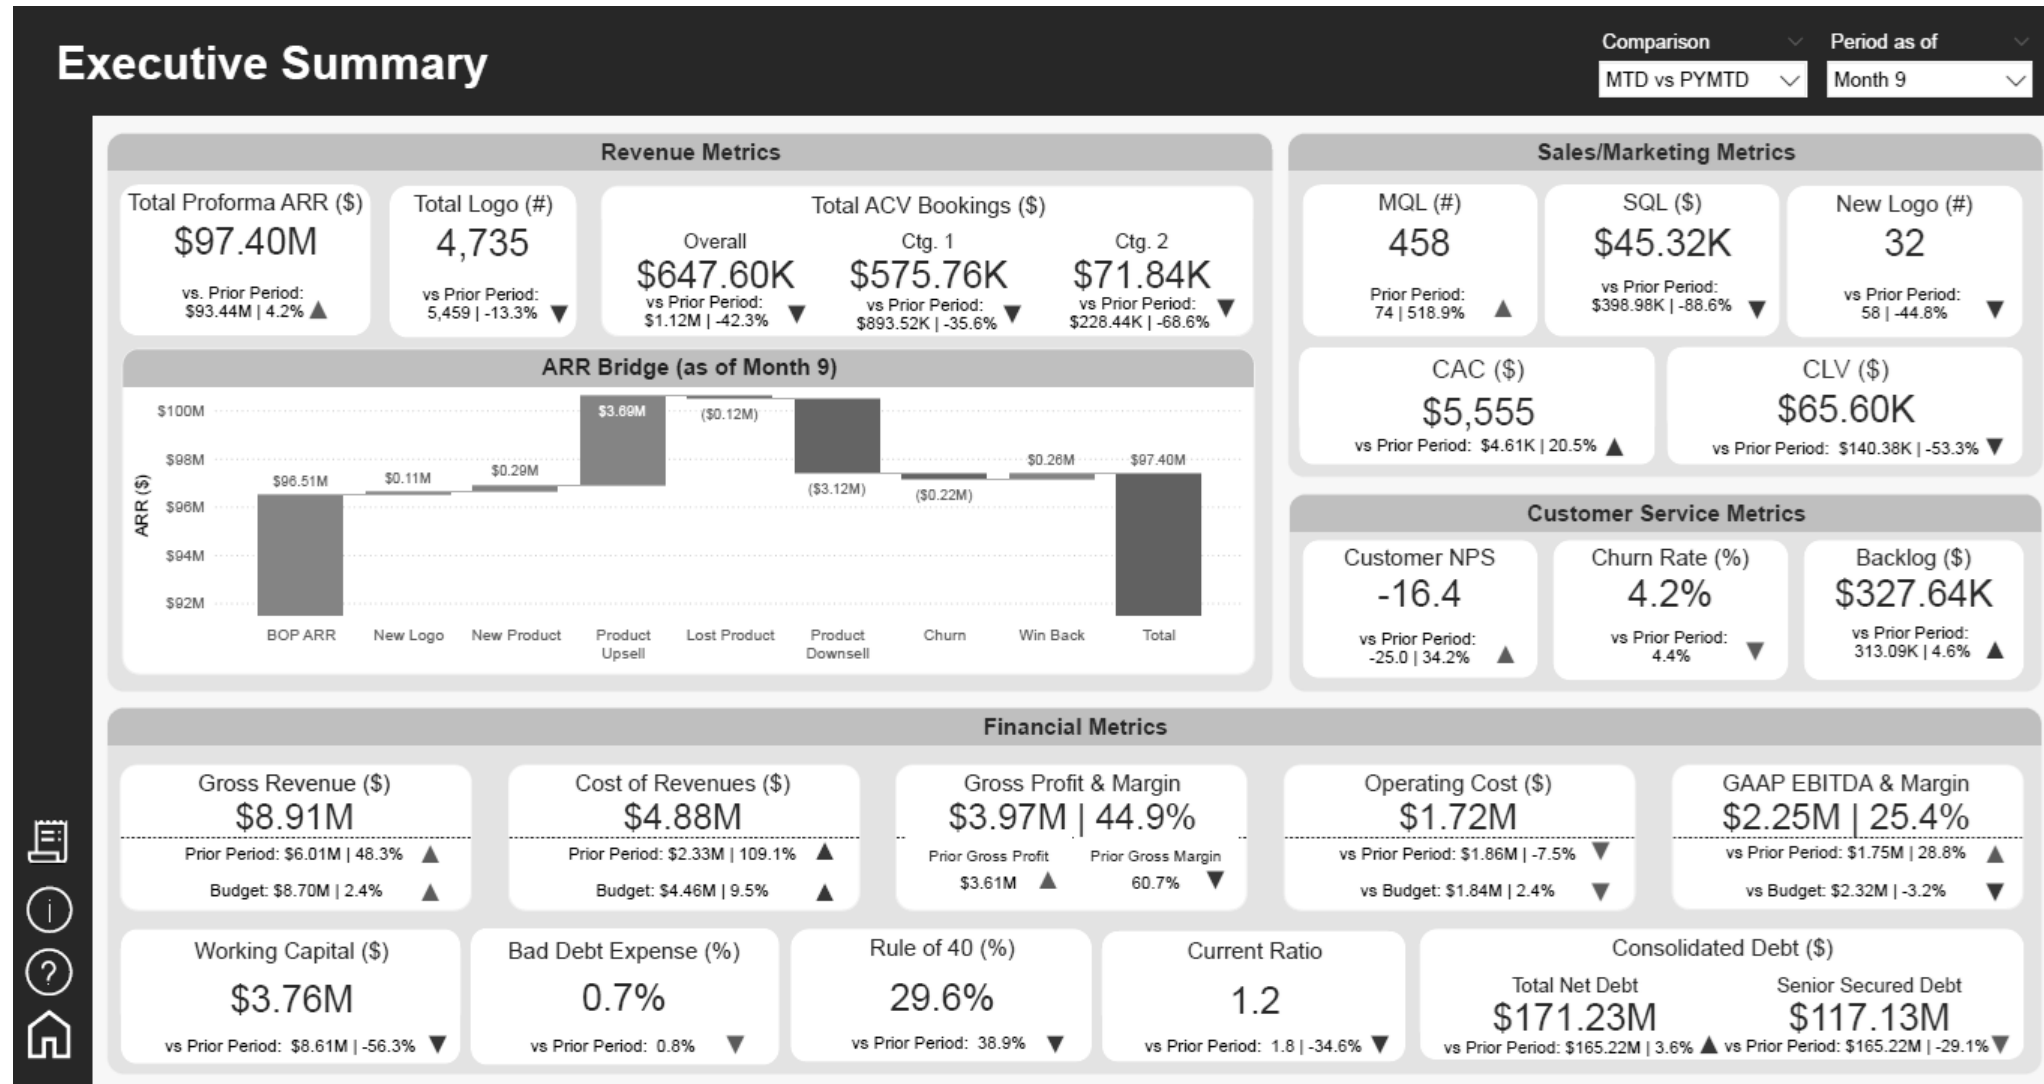 Executive Summary
Comparison
MTD vs PYMTD
Period as of
Month 9
Revenue Metrics
Total Proforma ARR ($)
$97.40M
vs. Prior Period:
$93.44M | 4.2%
Total Logo (#)
4,735
vs Prior Period:
5,459 | -13.3%
Total ACV Bookings ($)
Overall
$647.60K
vs Prior Period:
$1.12M | -42.3%
Ctg. 1
$575.76K
vs Prior Period:
$893.52K | -35.6%
Ctg. 2
$71.84K
vs Prior Period:
$228.44K | -68.6%
ARR Bridge (as of Month 9)
ARR ($)
$100M
$98M
$96M
$94M
$92M
$96.51M
$0.11M
$0.29M
$3.69M
($0.12M)
($3.12M)
($0.22M)
$0.26M
$97.40M
BOP ARR
New Logo
New Product
Product
Upsell
Lost Product
Product
Downsell
Churn
Win Back
Total
Sales/Marketing Metrics
MQL (#)
458
Prior Period:
74 | 518.9%
SQL ($)
$45.32K
vs Prior Period:
$398.98K | -88.6%
New Logo (#)
32
vs Prior Period:
58 | -44.8%
CAC ($)
$5,555
vs Prior Period: $4.61K | 20.5%
CLV ($)
$65.60K
vs Prior Period: $140.38K | -53.3%
Customer Service Metrics
Customer NPS
-16.4
vs Prior Period:
-25.0 | 34.2%
Churn Rate (%)
4.2%
vs Prior Period:
4.4%
Backlog ($)
$327.64K
vs Prior Period:
313.09K | 4.6%
Financial Metrics
Gross Revenue ($)
$8.91M
Prior Period: $6.01M | 48.3%
Budget: $8.70M | 2.4%
Cost of Revenues ($)
$4.88M
Prior Period: $2.33M | 109.1%
Budget: $4.46M | 9.5%
Gross Profit & Margin
$3.97M | 44.9%
Prior Gross Profit
$3.61M
Prior Gross Margin
60.7%
Operating Cost ($)
$1.72M
vs Prior Period: $1.86M | -7.5%
vs Budget: $1.84M | 2.4%
GAAP EBITDA & Margin
$2.25M | 25.4%
vs Prior Period: $1.75M | 28.8%
vs Budget: $2.32M | -3.2%
Working Capital ($)
$3.76M
vs Prior Period: $8.61M | -56.3%
Bad Debt Expense (%)
0.7%
vs Prior Period: 0.8%
Rule of 40 (%)
29.6%
vs Prior Period: 38.9%
Current Ratio
1.2
vs Prior Period: 1.8 | -34.6%
Consolidated Debt ($)
Total Net Debt
$171.23M
vs Prior Period: $165.22M | 3.6%
Senior Secured Debt
$117.13M
vs Prior Period: $165.22M | -29.1%